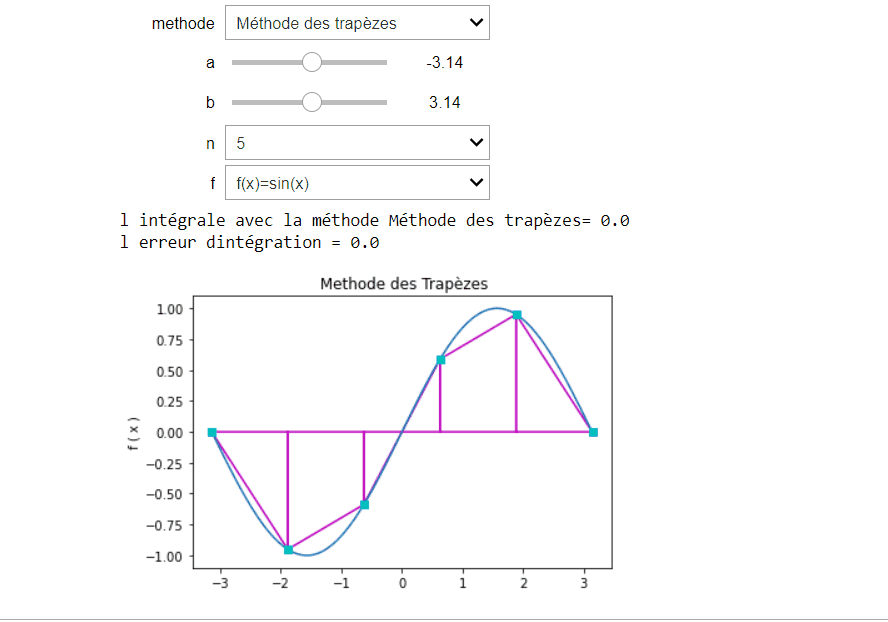 methode Méthode des trapèzes
a -3.14
b 3.14
n 5
f f(x)=sin(x)
l intégrale avec la méthode Méthode des trapèzes= 0.0
l erreur dintégration = 0.0
Methode des Trapèzes
1.00
0.75
0.50
0.25
0.00
−0.25
−0.50
−0.75
−1.00
f ( x )
−3 −2 −1 0 1 2 3